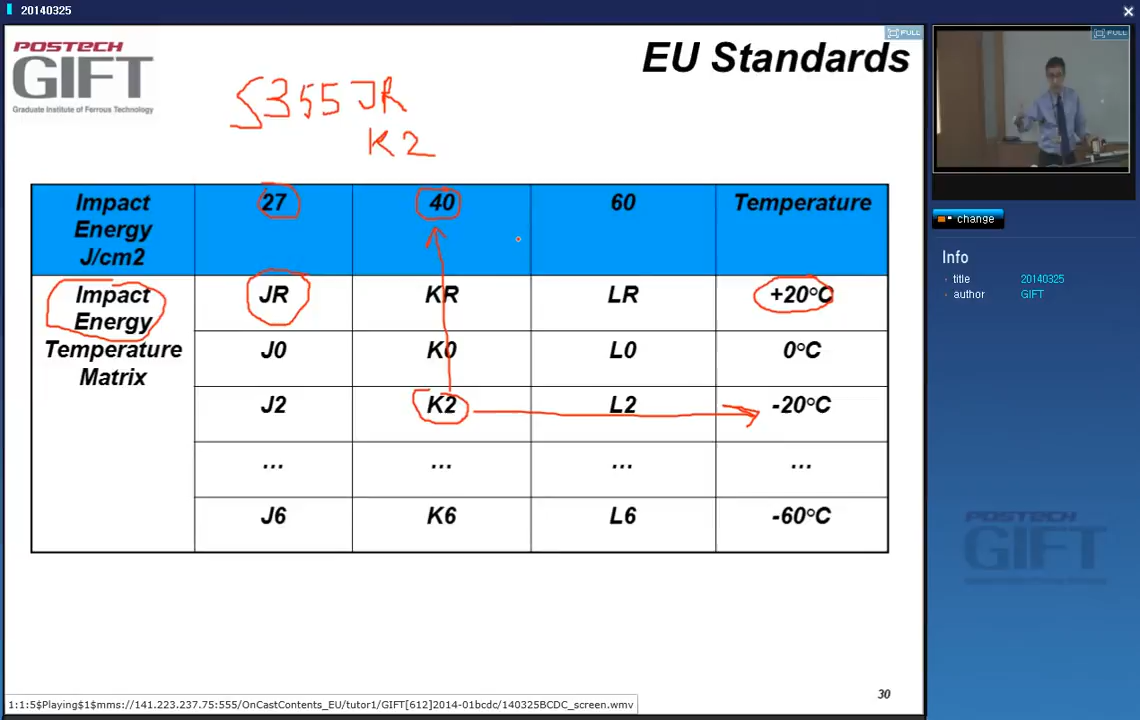 20140325
POSTECH
GIFT
Graduate Institute of Ferrous Technology
EU Standards
FULL
FULL
S355JR
K2
Impact Energy J/cm2 27 40 60 Temperature
Impact Energy Temperature Matrix JR KR LR +20°C
J0 K0 L0 0°C
J2 K2 L2 -20°C
... ... ... ...
J6 K6 L6 -60°C
30
1:1:5$Playing$1$mms://141.223.237.75:555/OnCastContents_EU/tutor1/GIFT[612]2014-01bcdc/140325BCDC_screen.wmv
change
Info
title 20140325
author GIFT
POSTECH
GIFT